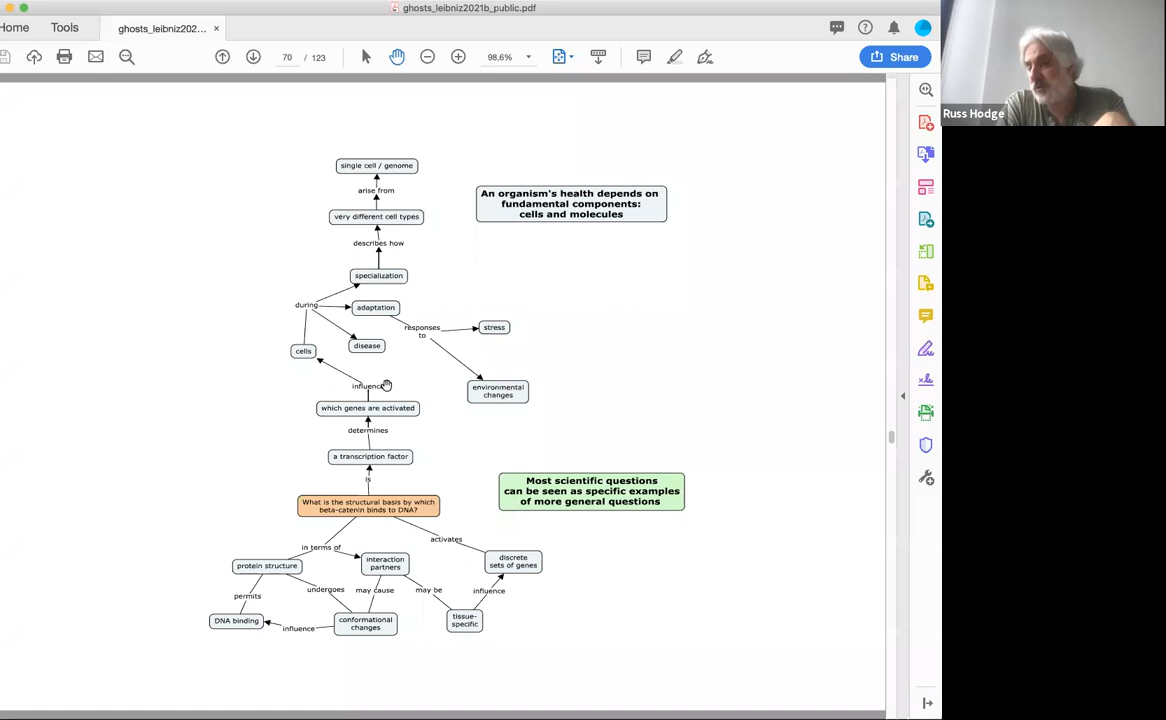 ghosts_leibniz2021b_public.pdf
Home
Tools
ghosts_leibniz202...
70 / 123
98,6%
Share
Russ Hodge
single cell / genome
arise from
very different cell types
describes how
specialization
during
adaptation
responses
to
stress
disease
cells
influence
environmental
changes
which genes are activated
determines
a transcription factor
is
What is the structural basis by which
beta-catenin binds to DNA?
in terms of
activates
protein structure
interaction
partners
discrete
sets of genes
permits
undergoes
may cause
may be
influence
DNA binding
influence
conformational
changes
tissue-
specific
An organism's health depends on
fundamental components:
cells and molecules
Most scientific questions
can be seen as specific examples
of more general questions